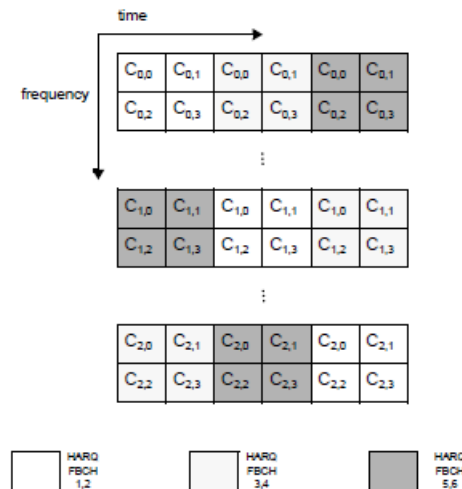 time
frequency
C0,0 C0,1 C0,0 C0,1 C0,0 C0,1
C0,2 C0,3 C0,2 C0,3 C0,2 C0,3
...
C1,0 C1,1 C1,0 C1,1 C1,0 C1,1
C1,2 C1,3 C1,2 C1,3 C1,2 C1,3
...
C2,0 C2,1 C2,0 C2,1 C2,0 C2,1
C2,2 C2,3 C2,2 C2,3 C2,2 C2,3
HARQ
FBCH
1,2
HARQ
FBCH
3,4
HARQ
FBCH
5,6